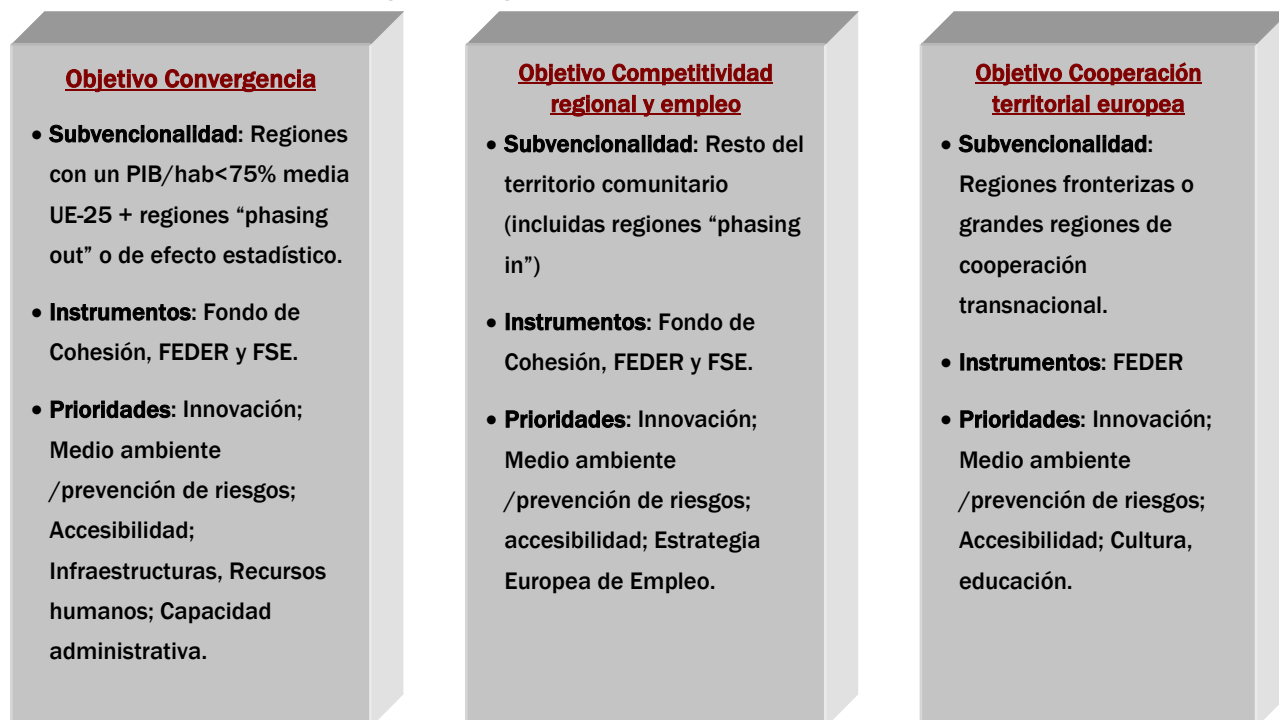 Objetivo Convergencia
• Subvencionalidad: Regiones
con un PIB/hab<75% media
UE-25 + regiones “phasing
out” o de efecto estadístico.
• Instrumentos: Fondo de
Cohesión, FEDER y FSE.
• Prioridades: Innovación;
Medio ambiente
/prevención de riesgos;
Accesibilidad;
Infraestructuras, Recursos
humanos; Capacidad
administrativa.
Objetivo Competitividad
regional y empleo
• Subvencionalidad: Resto del
territorio comunitario
(incluidas regiones “phasing
in”)
• Instrumentos: Fondo de
Cohesión, FEDER y FSE.
• Prioridades: Innovación;
Medio ambiente
/prevención de riesgos;
accesibilidad; Estrategia
Europea de Empleo.
Objetivo Cooperación
territorial europea
• Subvencionalidad:
Regiones fronterizas o
grandes regiones de
cooperación
transnacional.
• Instrumentos: FEDER
• Prioridades: Innovación;
Medio ambiente
/prevención de riesgos;
Accesibilidad; Cultura,
educación.